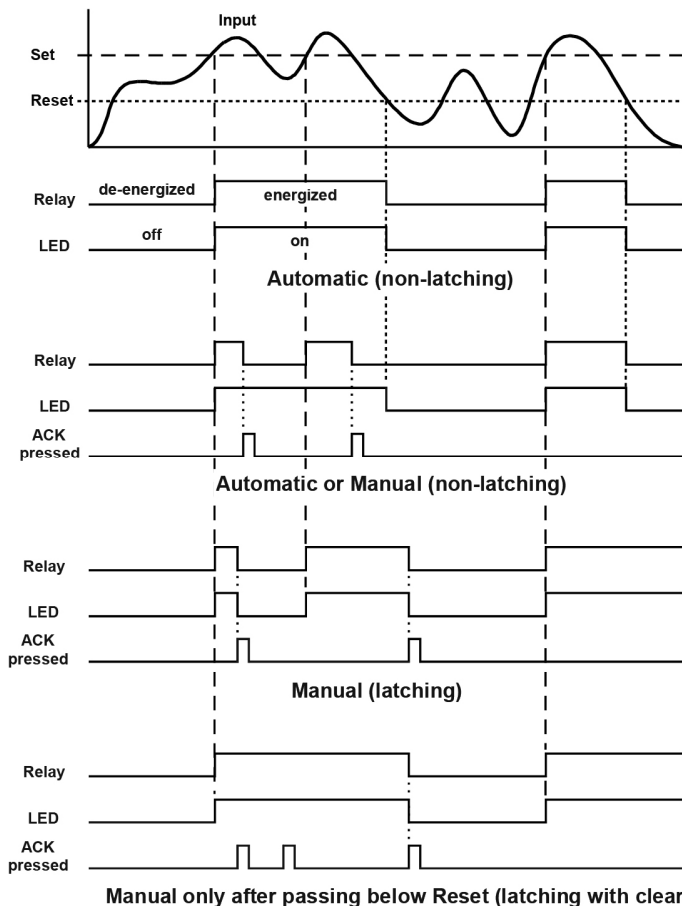 Input
Set
Reset
Relay
de-energized
energized
LED
off
on
Automatic (non-latching)
Relay
LED
ACK
pressed
Automatic or Manual (non-latching)
Relay
LED
ACK
pressed
Manual (latching)
Relay
LED
ACK
pressed
Manual only after passing below Reset (latching with clear